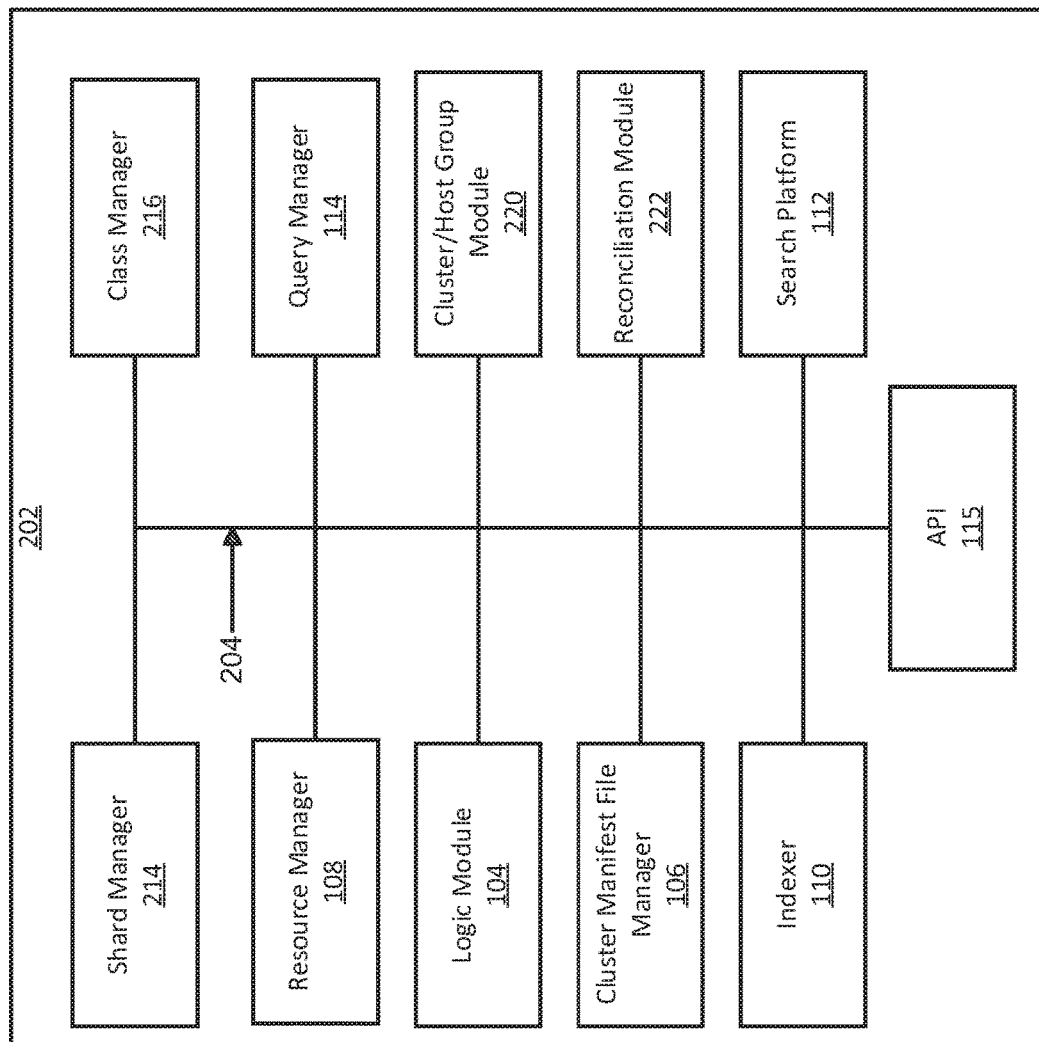 202
Shard Manager
214
Class Manager
216
204
Resource Manager
108
Query Manager
114
Logic Module
104
Cluster/Host Group
Module
220
Cluster Manifest File
Manager
106
Reconciliation Module
222
Indexer
110
Search Platform
112
API
115